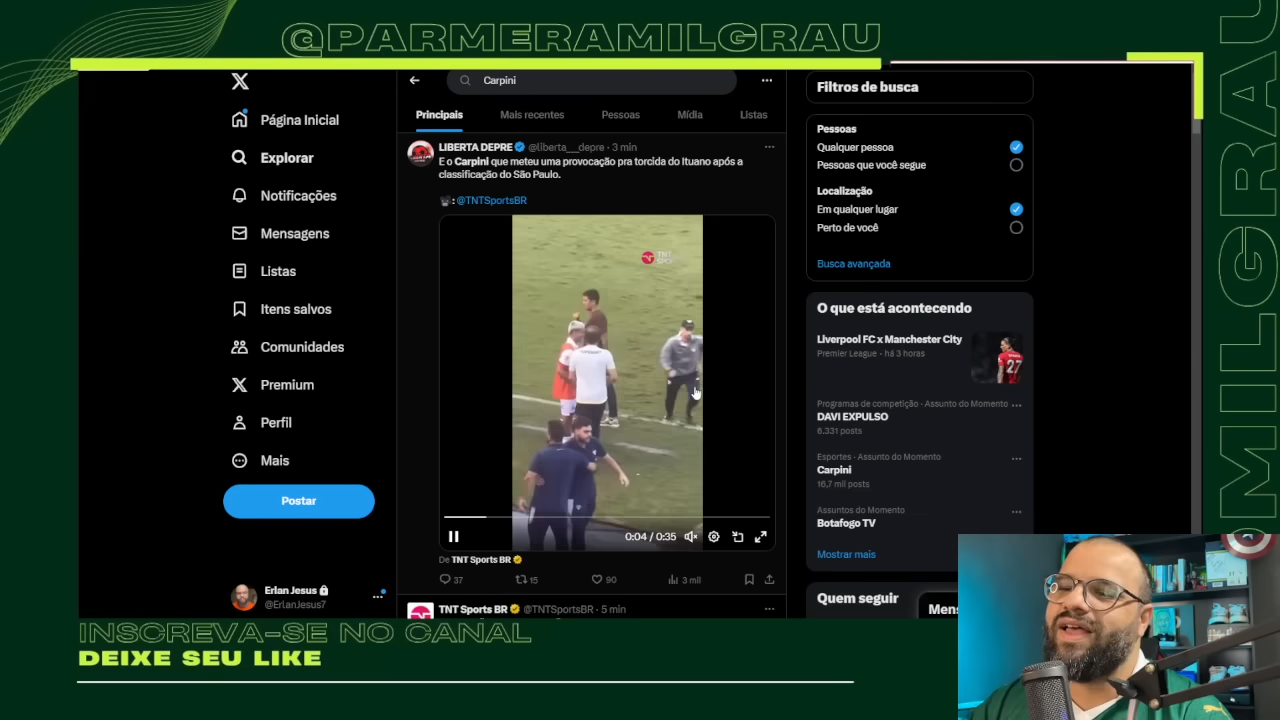 @PARMERAMILGRAU
@MILGRAU
X
Carpini
Página Inicial
Explorar
Notificações
Mensagens
Listas
Itens salvos
Comunidades
Premium
Perfil
Mais
Postar
Erlan Jesus
@ErlanJesus7
Principais
Mais recentes
Pessoas
Mídia
Listas
LIBERTA DEPRE @liberta__depre · 3 min
E o Carpini que meteu uma provocação pra torcida do Ituano após a
classificação do São Paulo.
: @TNTSportsBR
TNT
0:04 / 0:35
De TNT Sports BR
37
15
90
3 mil
TNT Sports BR @TNTSportsBR · 5 min
Filtros de busca
Pessoas
Qualquer pessoa
Pessoas que você segue
Localização
Em qualquer lugar
Perto de você
Busca avançada
O que está acontecendo
Liverpool FC x Manchester City
Premier League · há 3 horas
27
Programas de competição · Assunto do Momento
DAVI EXPULSO
6.331 posts
Esportes · Assunto do Momento
Carpini
16,7 mil posts
Assuntos do Momento
Botafogo TV
Mostrar mais
Quem seguir
Mens
INSCREVA-SE NO CANAL
DEIXE SEU LIKE